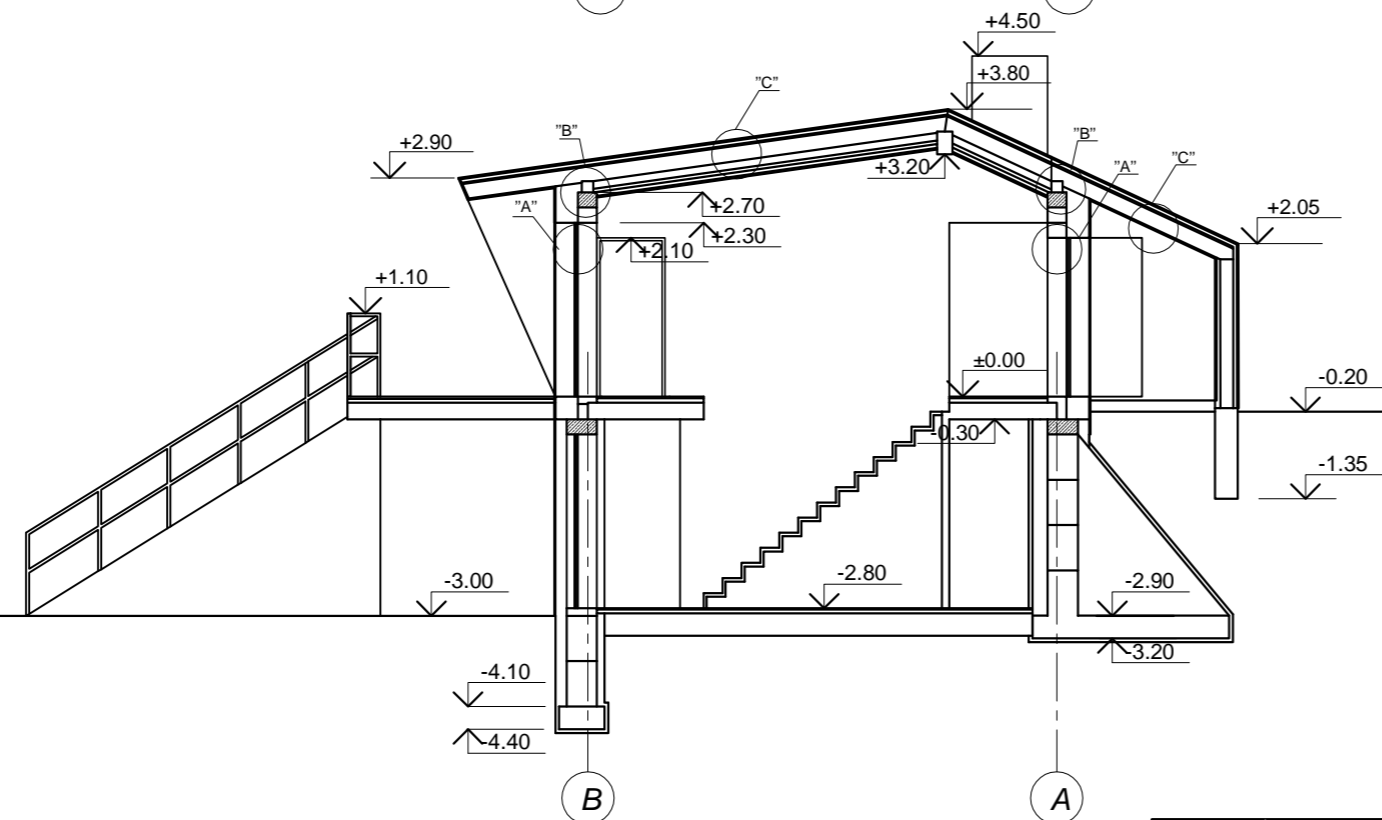 +4.50
+3.80
"C"
"B"
"B"
+2.90
"A"
"C"
+3.20
"A"
+2.70
+2.05
+2.30
+2.10
+1.10
±0.00
-0.20
-0.30
-1.35
-3.00
-2.80
-2.90
-3.20
-4.10
-4.40
B
A